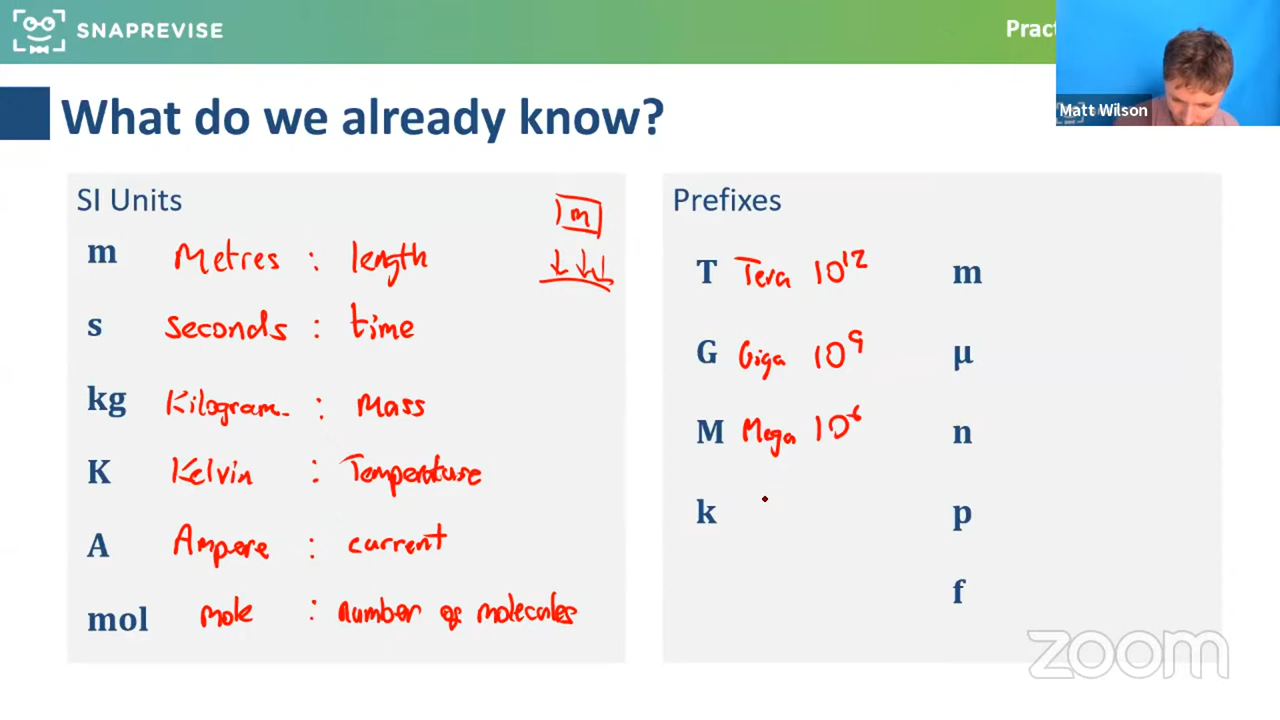 SNAPREVISE
Pract
Matt Wilson
What do we already know?
SI Units
m
m Metres : length
s seconds : time
kg Kilogram : Mass
K Kelvin : Temperature
A Ampere : current
mol mole : number of molecules
Prefixes
T Tera 10¹² m
G Giga 10⁹ μ
M Mega 10⁶ n
k p
f
zoom